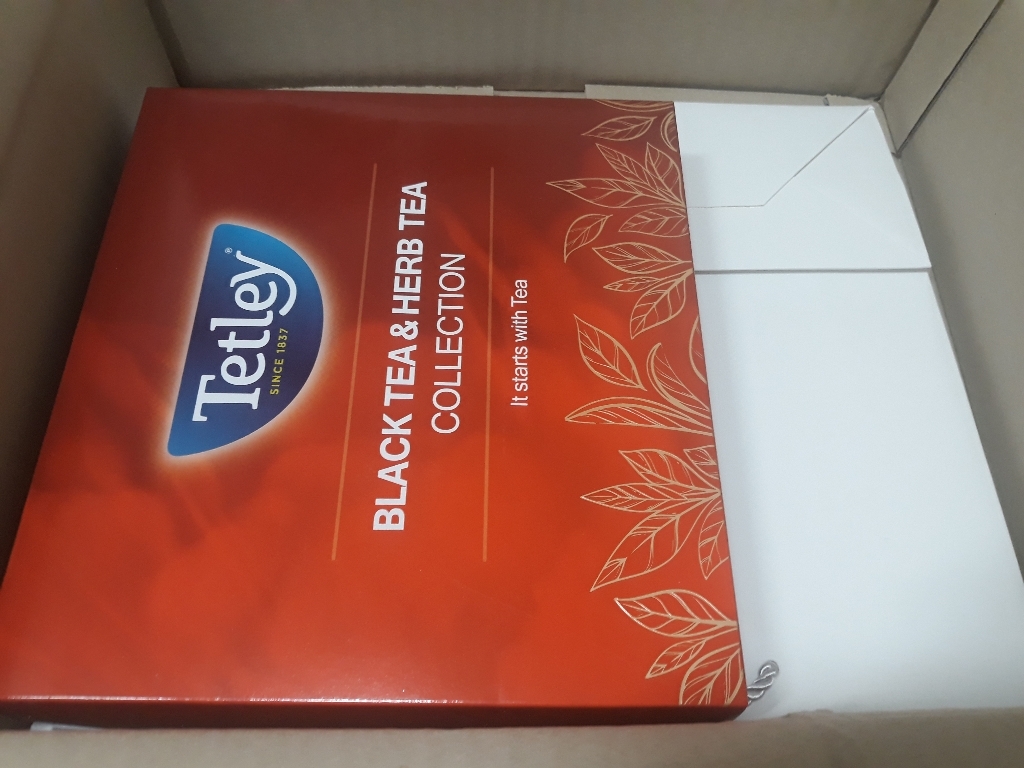 Tetley®
SINCE 1837
BLACK TEA & HERB TEA
COLLECTION
It starts with Tea